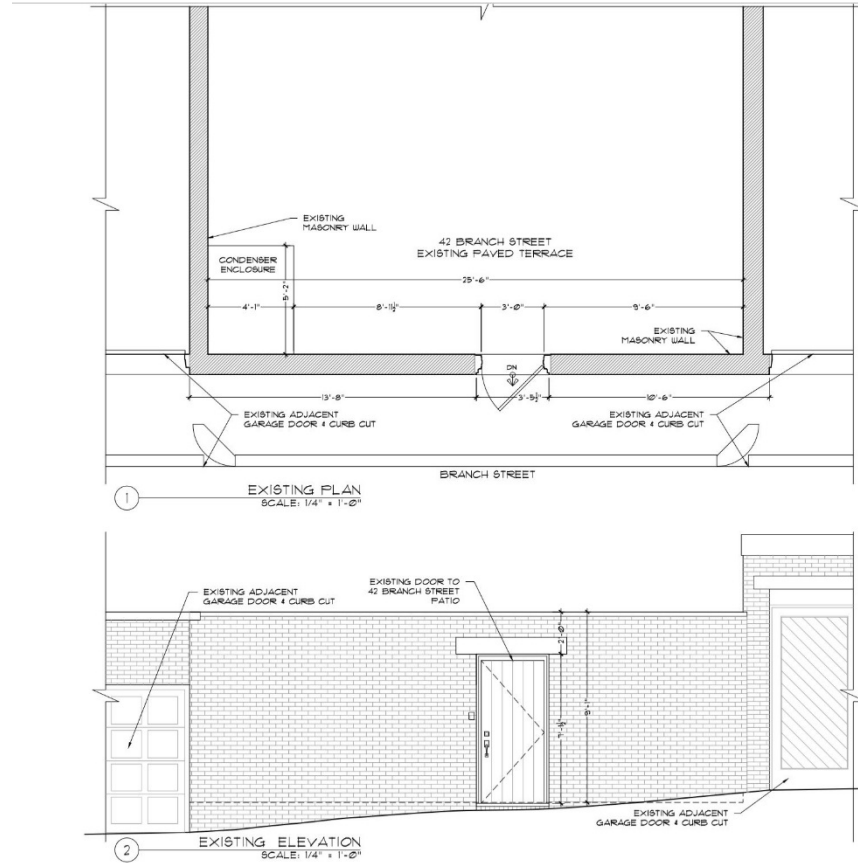 EXISTING
MASONRY WALL
42 BRANCH STREET
EXISTING PAVED TERRACE
CONDENSER
ENCLOSURE
5'-2"
25'-6"
4'-1"
8'-11½"
3'-0"
9'-6"
EXISTING
MASONRY WALL
DN
13'-8"
3'-5½"
10'-6"
EXISTING ADJACENT
GARAGE DOOR & CURB CUT
EXISTING ADJACENT
GARAGE DOOR & CURB CUT
BRANCH STREET
1
EXISTING PLAN
SCALE: 1/4" = 1'-0"
EXISTING ADJACENT
GARAGE DOOR & CURB CUT
EXISTING DOOR TO
42 BRANCH STREET
PATIO
2'-0"
7'-1½"
9'-1"
EXISTING ADJACENT
GARAGE DOOR & CURB CUT
2
EXISTING ELEVATION
SCALE: 1/4" = 1'-0"